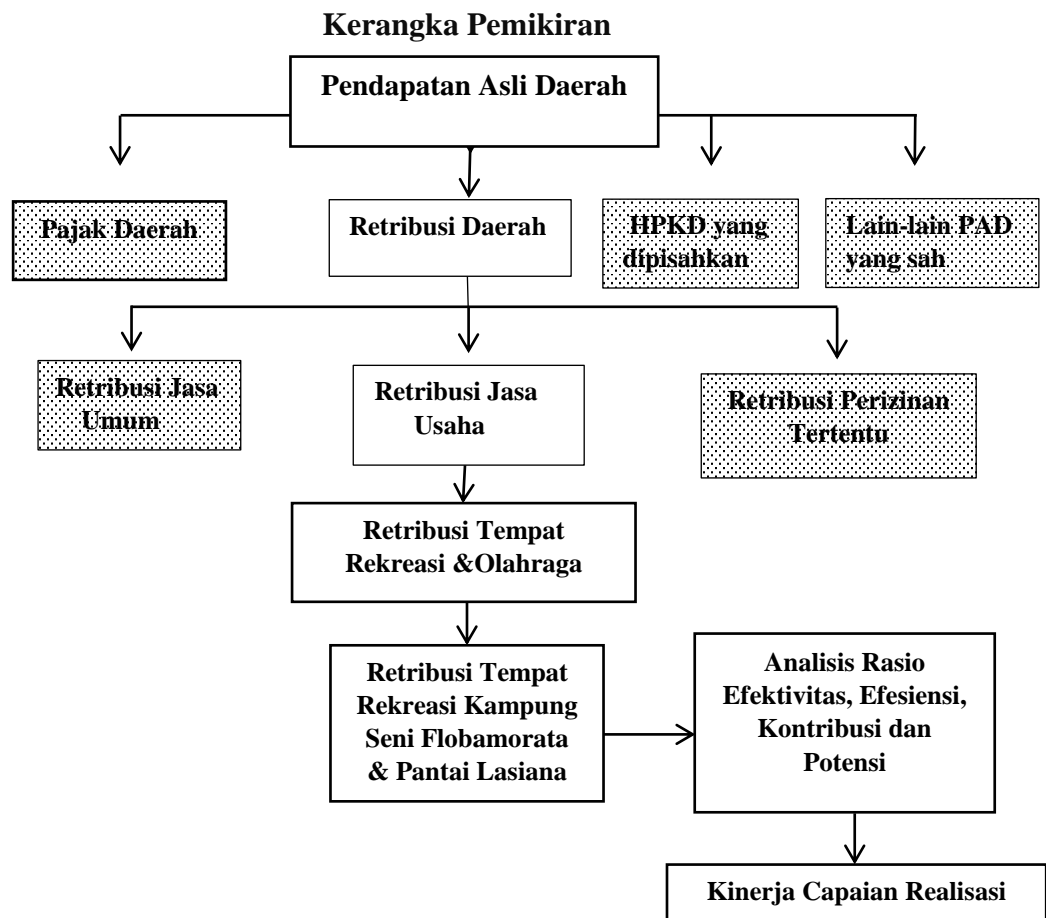 Kerangka Pemikiran
Pendapatan Asli Daerah
Pajak Daerah
Retribusi Daerah
HPKD yang
dipisahkan
Lain-lain PAD
yang sah
Retribusi Jasa
Umum
Retribusi Jasa
Usaha
Retribusi Perizinan
Tertentu
Retribusi Tempat
Rekreasi &Olahraga
Retribusi Tempat
Rekreasi Kampung
Seni Flobamorata
& Pantai Lasiana
Analisis Rasio
Efektivitas, Efesiensi,
Kontribusi dan
Potensi
Kinerja Capaian Realisasi